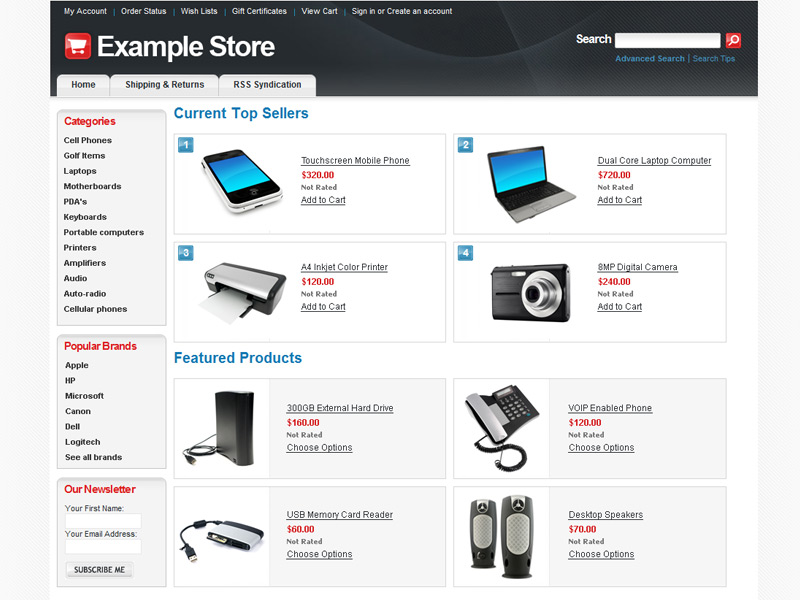 My Account | Order Status | Wish Lists | Gift Certificates | View Cart | Sign in or Create an account
Example Store
Search
Advanced Search | Search Tips
Home
Shipping & Returns
RSS Syndication
Categories
Cell Phones
Golf Items
Laptops
Motherboards
PDA's
Keyboards
Portable computers
Printers
Amplifiers
Audio
Auto-radio
Cellular phones
Popular Brands
Apple
HP
Microsoft
Canon
Dell
Logitech
See all brands
Our Newsletter
Your First Name:
Your Email Address:
SUBSCRIBE ME
Current Top Sellers
1
Touchscreen Mobile Phone
$320.00
Not Rated
Add to Cart
2
Dual Core Laptop Computer
$720.00
Not Rated
Add to Cart
3
A4 Inkjet Color Printer
$120.00
Not Rated
Add to Cart
4
8MP Digital Camera
$240.00
Not Rated
Add to Cart
Featured Products
300GB External Hard Drive
$160.00
Not Rated
Choose Options
VOIP Enabled Phone
$120.00
Not Rated
Choose Options
USB Memory Card Reader
$60.00
Not Rated
Choose Options
Desktop Speakers
$70.00
Not Rated
Choose Options